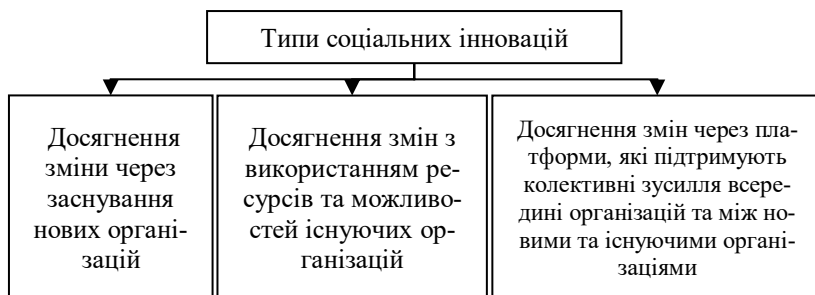 Типи соціальних інновацій
Досягнення
зміни через
заснування
нових органі-
зацій
Досягнення змін з
використанням ре-
сурсів та можливо-
стей існуючих ор-
ганізацій
Досягнення змін через пла-
тформи, які підтримують
колективні зусилля всере-
дині організацій та між но-
вими та існуючими органі-
заціями